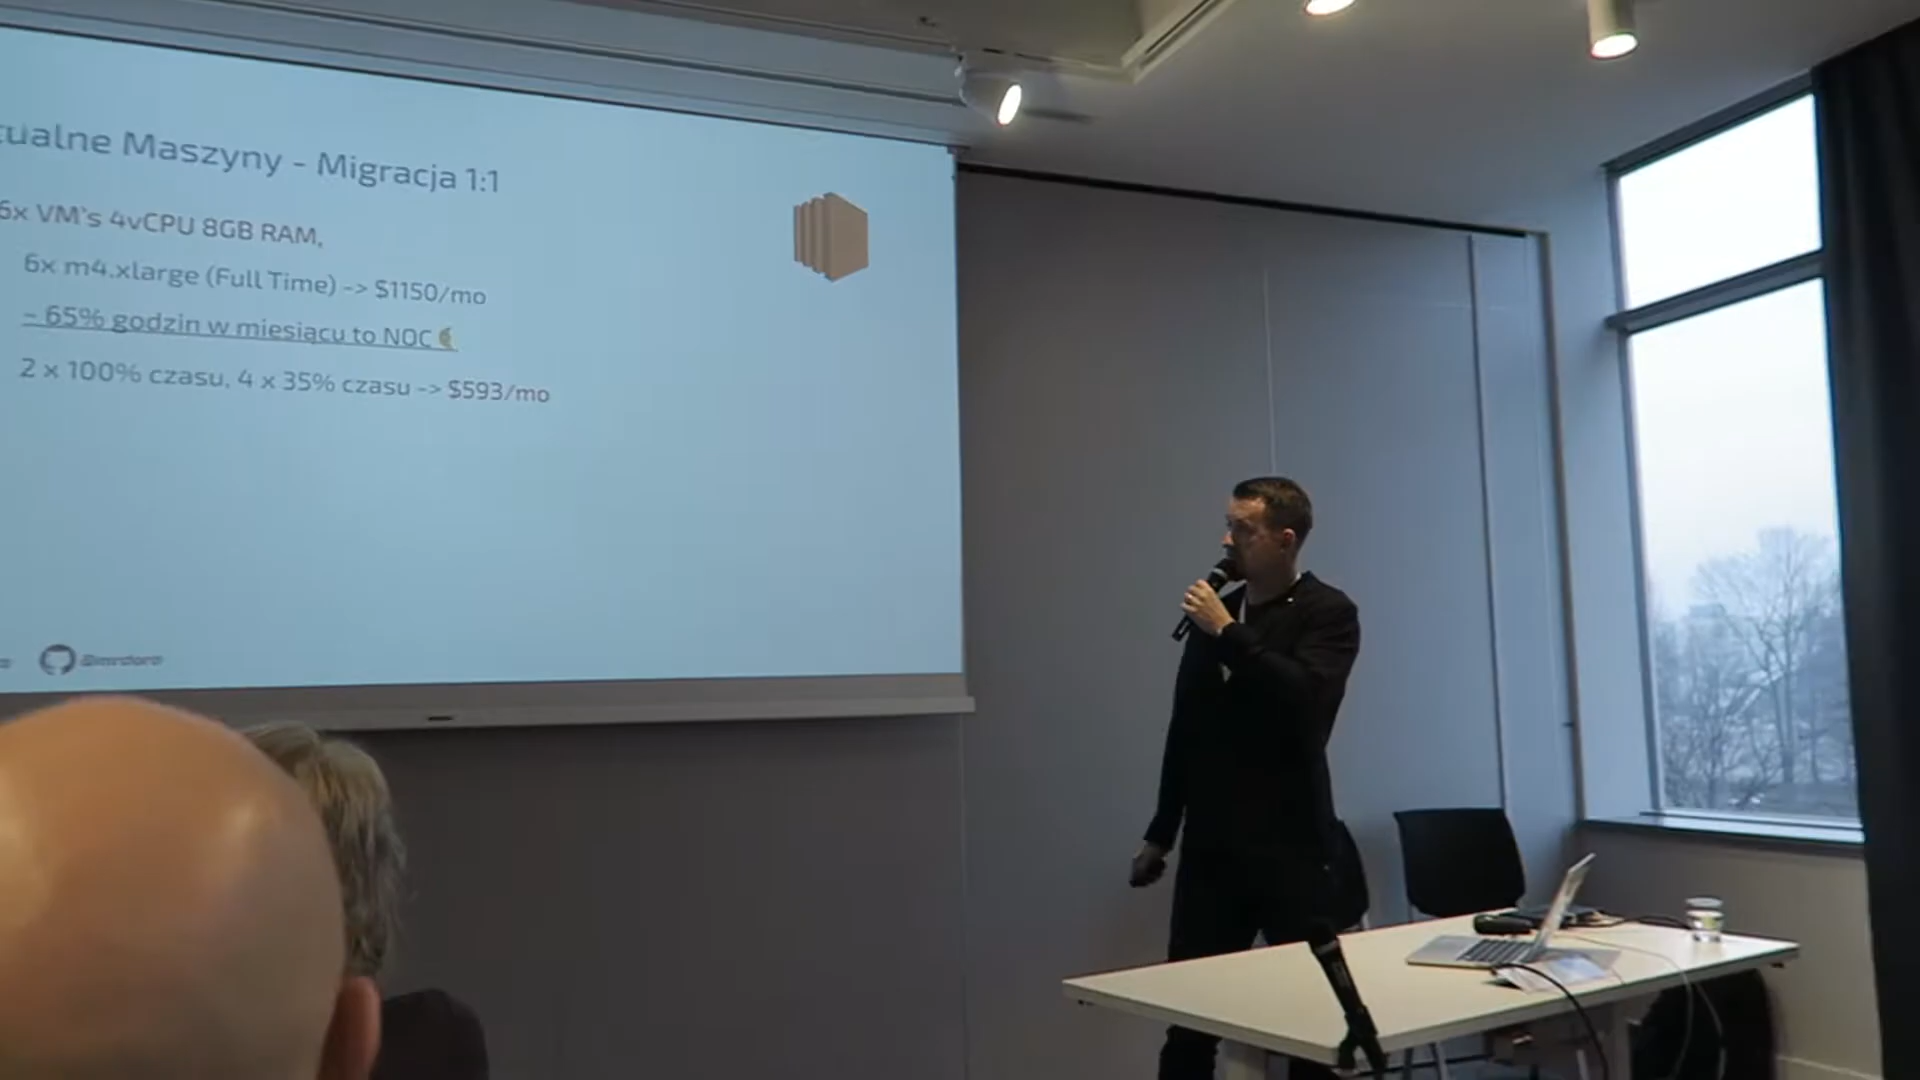 tualne Maszyny - Migracja 1:1
6x VM's 4vCPU 8GB RAM,
6x m4.xlarge (Full Time) -> $1150/mo
~ 65% godzin w miesiącu to NOC
2 x 100% czasu, 4 x 35% czasu -> $593/mo